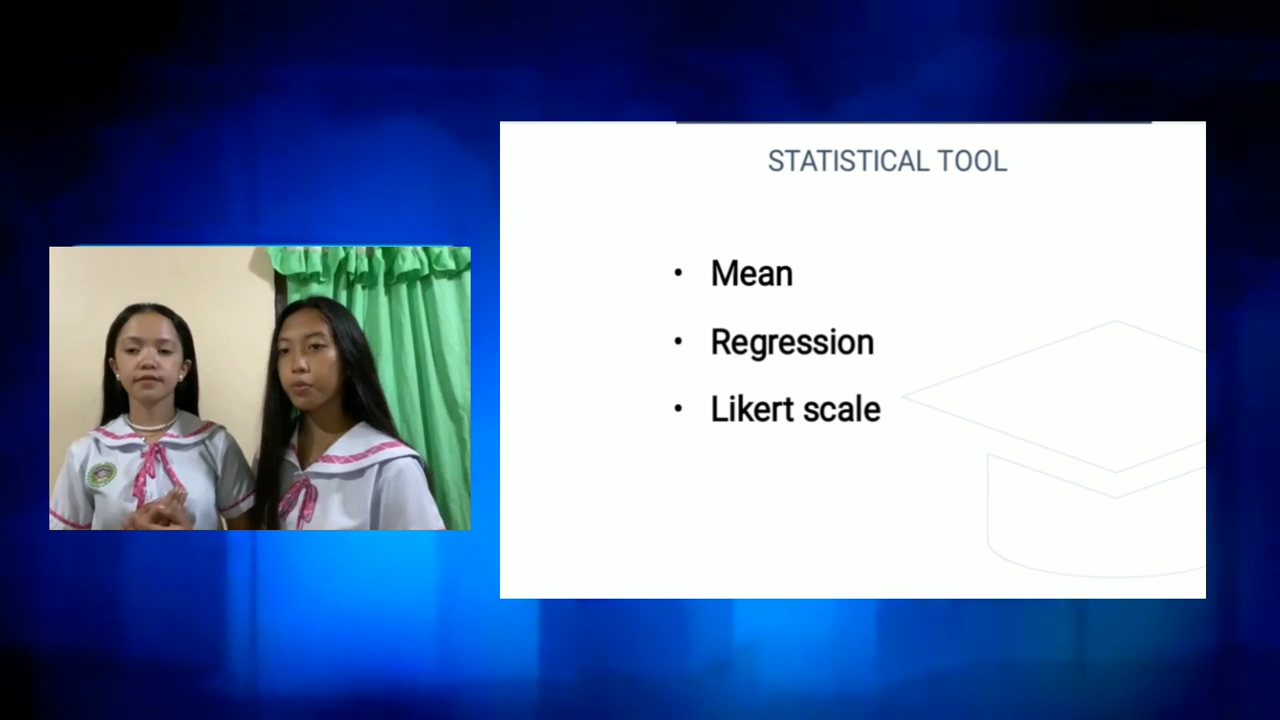 STATISTICAL TOOL
• Mean
• Regression
• Likert scale